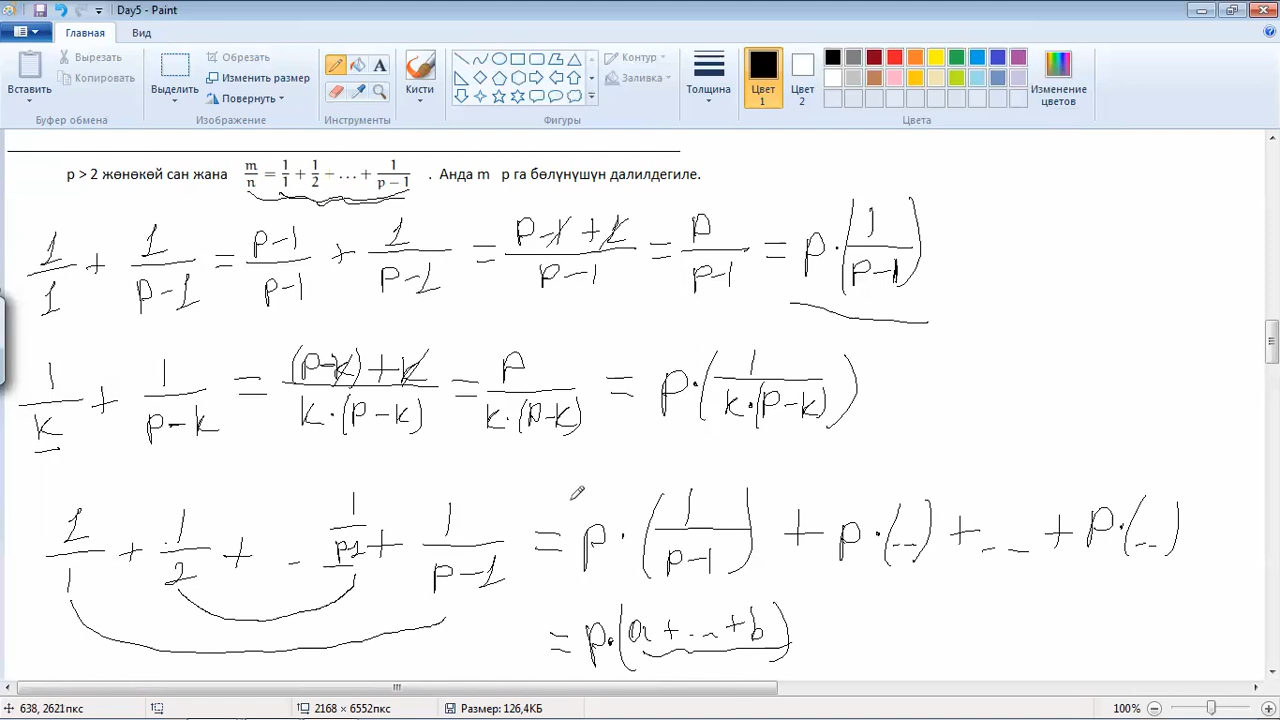 Day5 - Paint
Главная Вид
Вставить Вырезать Копировать Выделить Обрезать Изменить размер Повернуть Кисти Контур Заливка Толщина Цвет 1 Цвет 2 Изменение цветов
Буфер обмена Изображение Инструменты Фигуры Цвета
p > 2 жөнөкөй сан жана m/n = 1/1 + 1/2 + ... + 1/(p − 1) . Анда m p га бөлүнүшүн далилдегиле.
1/1 + 1/(p-1) = (p-1)/(p-1) + 1/(p-1) = (p-1+1)/(p-1) = p/(p-1) = p·(1/(p-1))
1/k + 1/(p-k) = ((p-k)+k)/(k·(p-k)) = p/(k·(p-k)) = p·(1/(k·(p-k)))
1/1 + 1/2 + ... + 1/(p-1) = p·(1/(p-1)) + p·(...) + ... + p·(...)
= p·(a + ... + b)
638, 2621пкс 2168 × 6552пкс Размер: 126,4КБ 100%